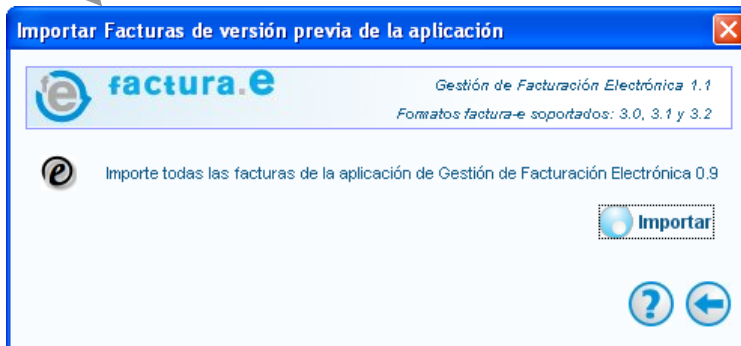 Importar Facturas de versión previa de la aplicación
factura.e
Gestión de Facturación Electrónica 1.1
Formatos factura-e soportados: 3.0, 3.1 y 3.2
Importe todas las facturas de la aplicación de Gestión de Facturación Electrónica 0.9
Importar